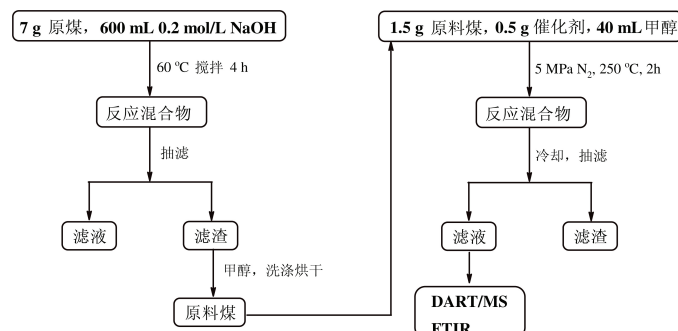 7 g 原煤，600 mL 0.2 mol/L NaOH
60 °C 搅拌 4 h
反应混合物
抽滤
滤液
滤渣
甲醇，洗涤烘干
原料煤
1.5 g 原料煤，0.5 g 催化剂，40 mL 甲醇
5 MPa N₂, 250 °C, 2h
反应混合物
冷却，抽滤
滤液
滤渣
DART/MS
FTIR